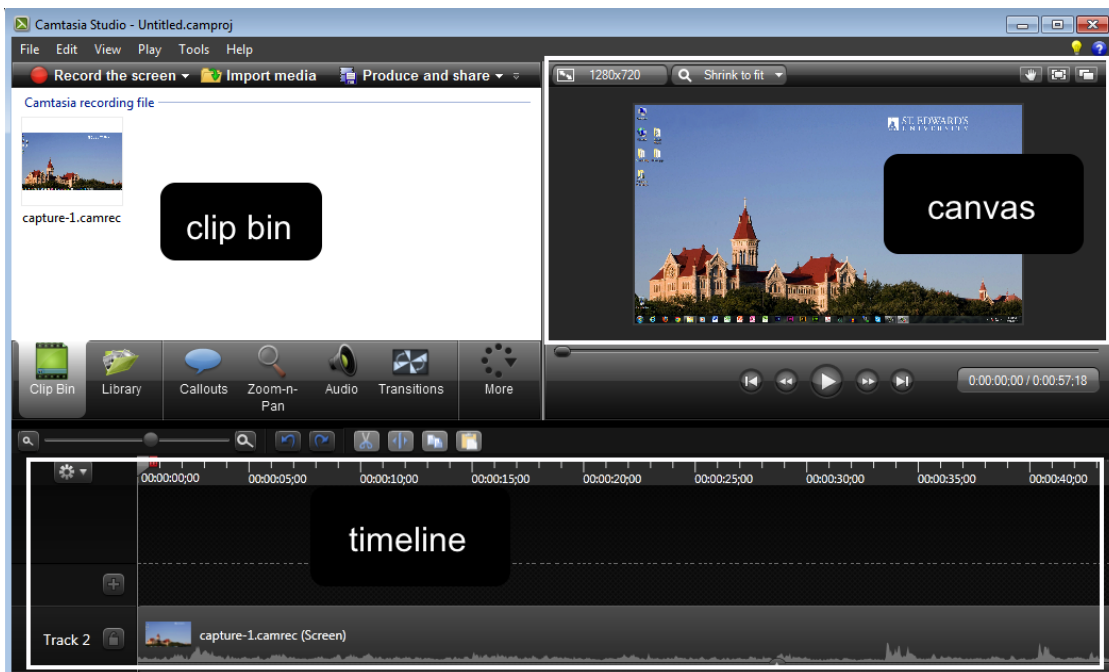 Camtasia Studio - Untitled.camproj
File Edit View Play Tools Help
Record the screen Import media Produce and share
1280x720 Shrink to fit
Camtasia recording file
capture-1.camrec
clip bin
ST. EDWARD'S
UNIVERSITY
canvas
Clip Bin Library Callouts Zoom-n-Pan Audio Transitions More
0:00:00;00 / 0:00:57;18
00:00:00;00 00:00:05;00 00:00:10;00 00:00:15;00 00:00:20;00 00:00:25;00 00:00:30;00 00:00:35;00 00:00:40;00
timeline
Track 2 capture-1.camrec (Screen)